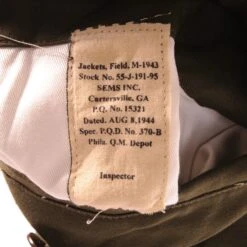 Jackets, Field, M-1943
Stock No. 55-J-191-95
SEMS INC.
Cartersville, GA
P.O. No. 15321
Dated. AUG 8, 1944
Spec. P.Q.D. No. 370-B
Phila. Q.M. Depot
Inspector